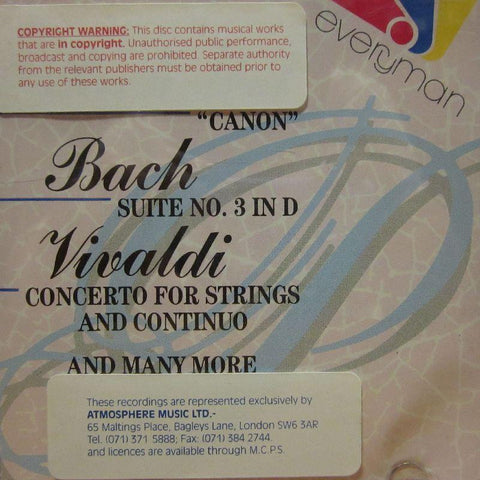 COPYRIGHT WARNING: This disc contains musical works
that are in copyright. Unauthorised public performance,
broadcast and copying are prohibited. Separate authority
from the relevant publishers must be obtained prior to
any use of these works.
everyman
"CANON"
Bach
SUITE NO. 3 IN D
Vivaldi
CONCERTO FOR STRINGS
AND CONTINUO
AND MANY MORE
These recordings are represented exclusively by
ATMOSPHERE MUSIC LTD.-
65 Maltings Place, Bagleys Lane, London SW6 3AR
Tel. (071) 371 5888; Fax: (071) 384 2744.
and licences are available through M.C.P.S.